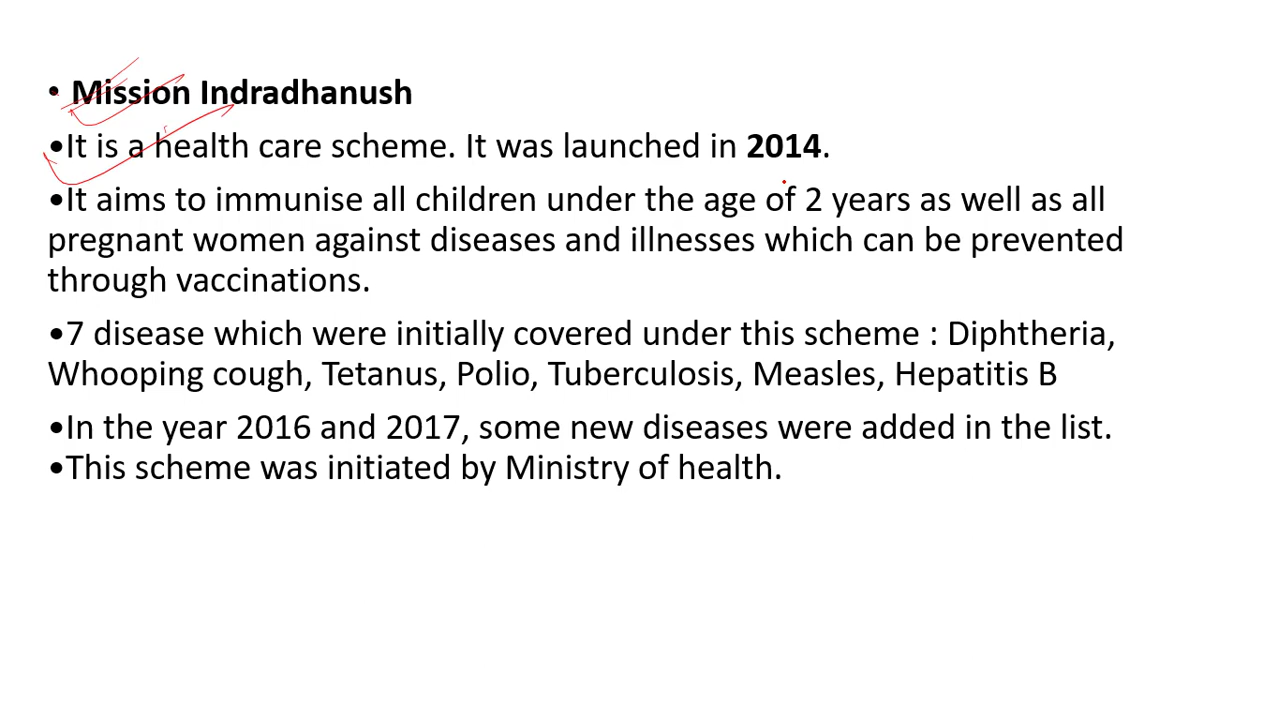 • Mission Indradhanush
•It is a health care scheme. It was launched in 2014.
•It aims to immunise all children under the age of 2 years as well as all
pregnant women against diseases and illnesses which can be prevented
through vaccinations.
•7 disease which were initially covered under this scheme : Diphtheria,
Whooping cough, Tetanus, Polio, Tuberculosis, Measles, Hepatitis B
•In the year 2016 and 2017, some new diseases were added in the list.
•This scheme was initiated by Ministry of health.